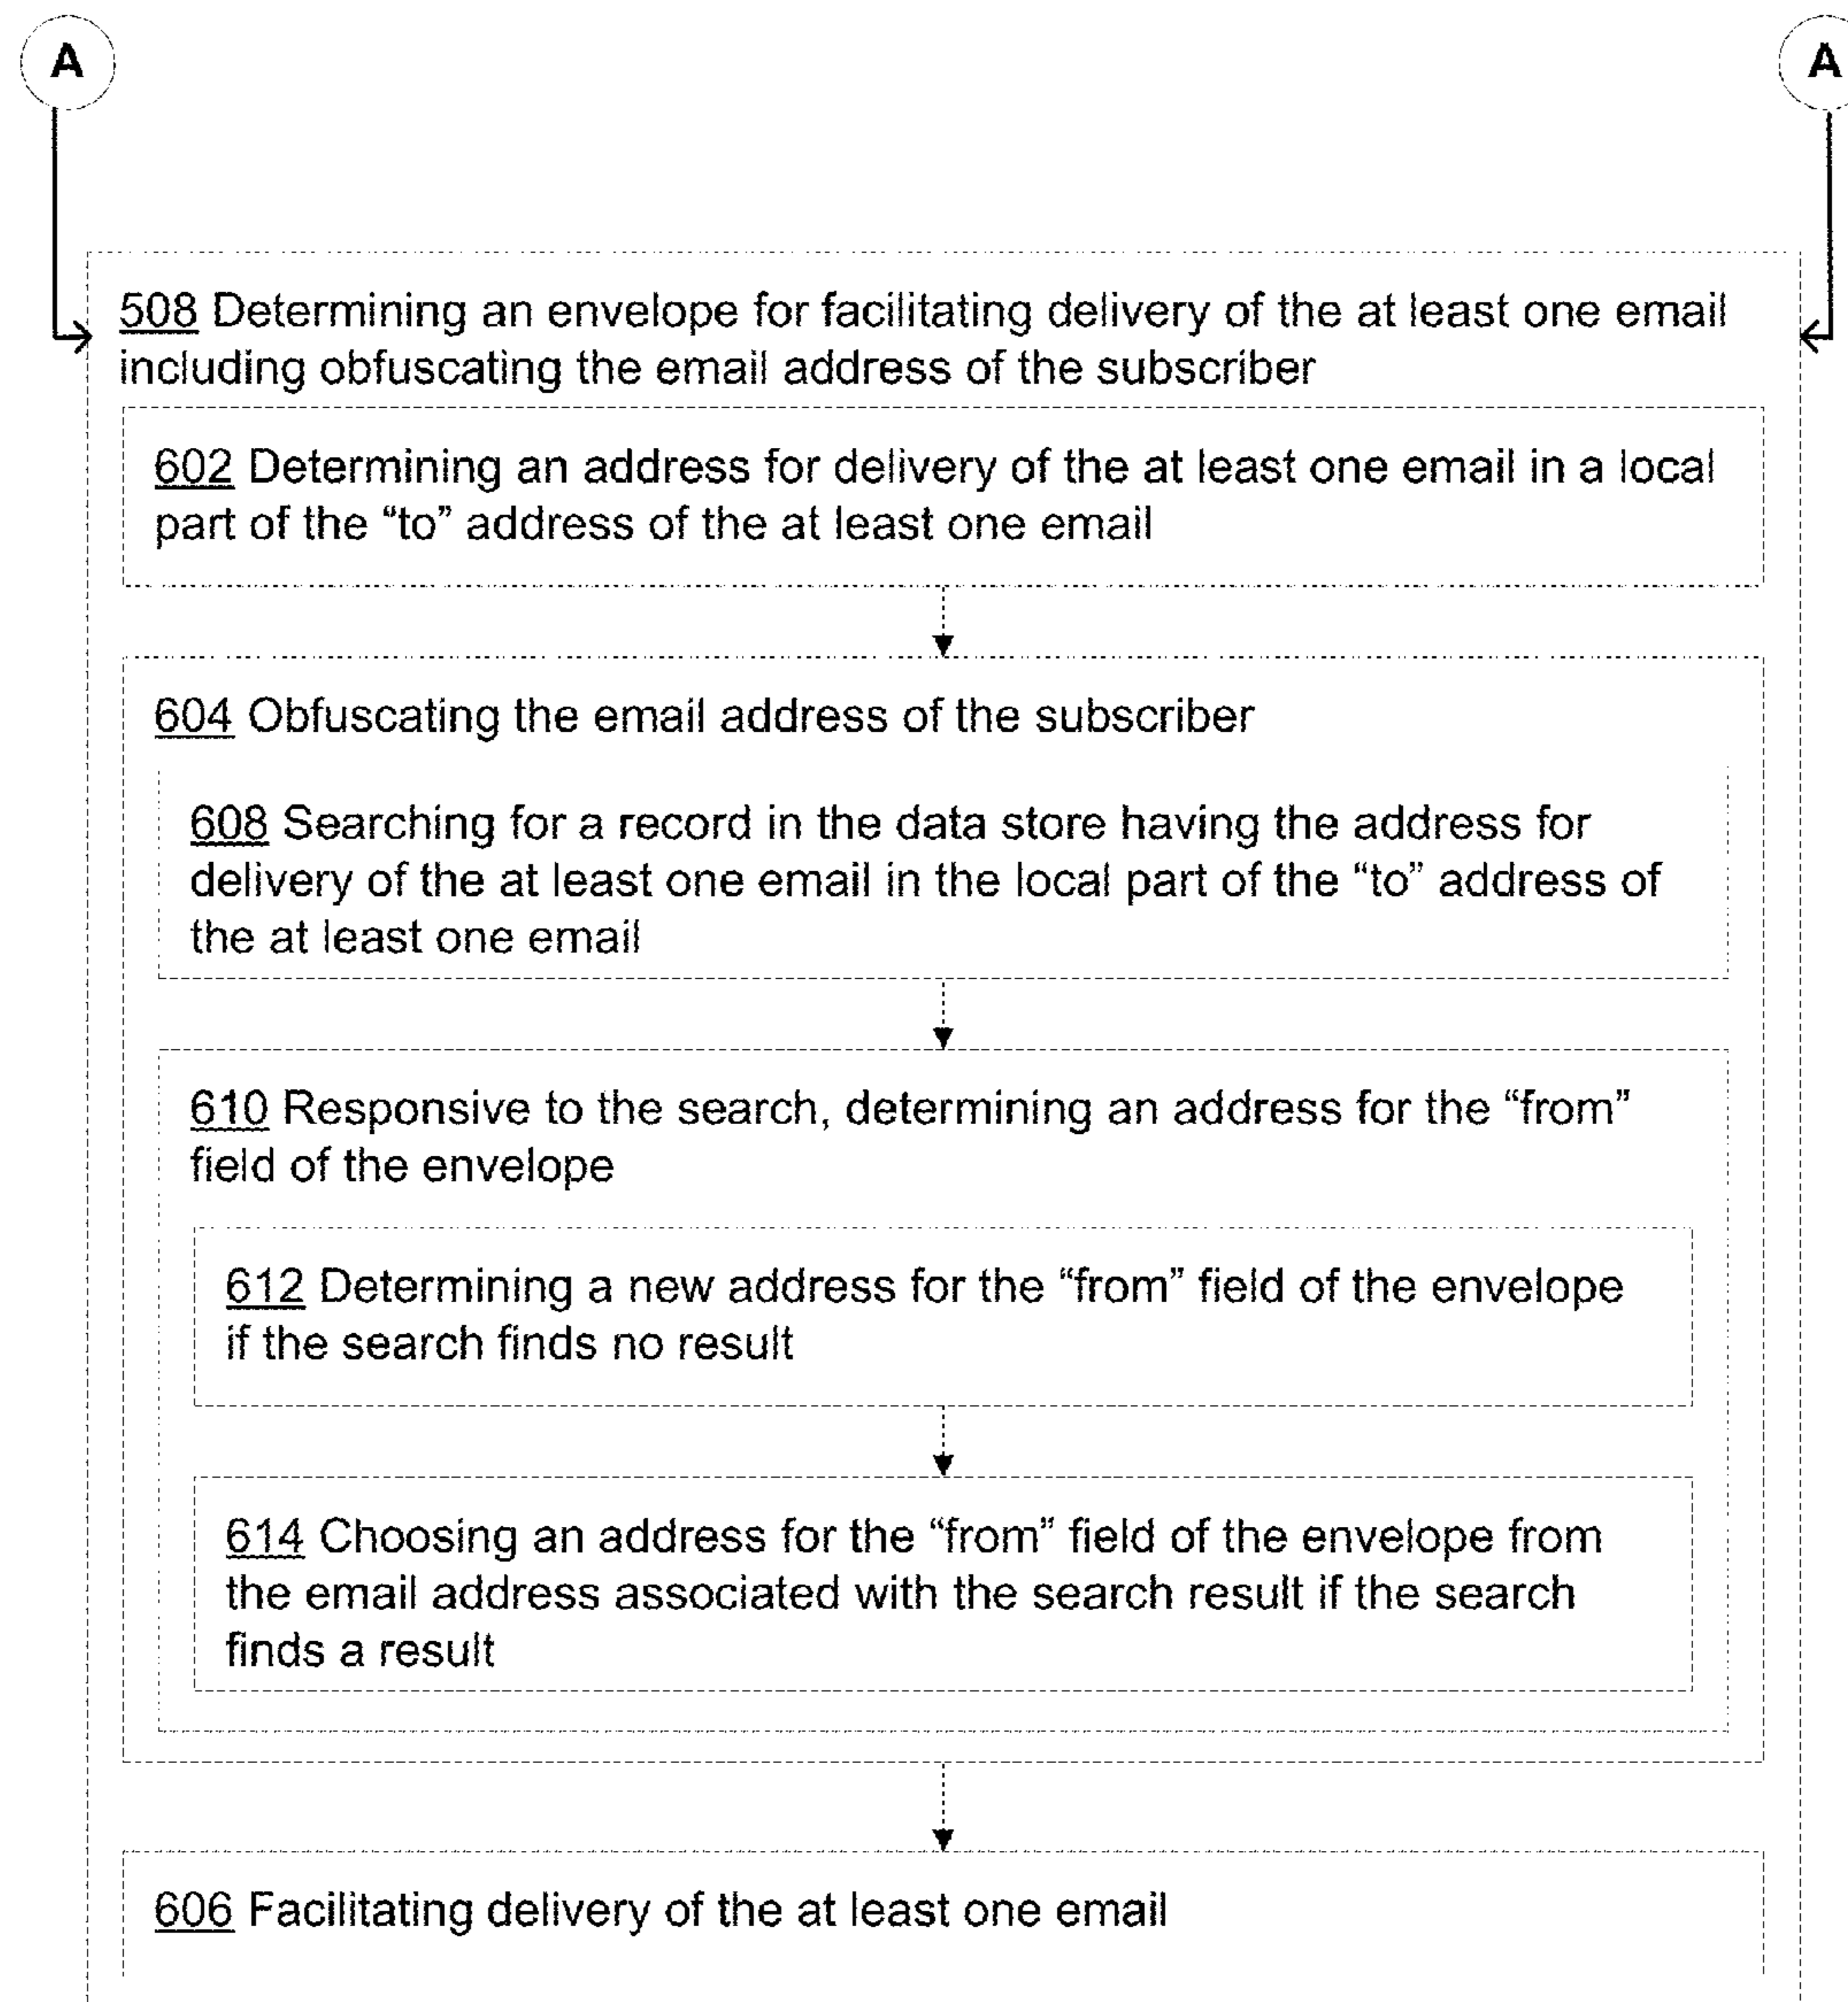 A
A
508 Determining an envelope for facilitating delivery of the at least one email
including obfuscating the email address of the subscriber
602 Determining an address for delivery of the at least one email in a local
part of the “to” address of the at least one email
604 Obfuscating the email address of the subscriber
608 Searching for a record in the data store having the address for
delivery of the at least one email in the local part of the “to” address of
the at least one email
610 Responsive to the search, determining an address for the “from”
field of the envelope
612 Determining a new address for the “from” field of the envelope
if the search finds no result
614 Choosing an address for the “from” field of the envelope from
the email address associated with the search result if the search
finds a result
606 Facilitating delivery of the at least one email